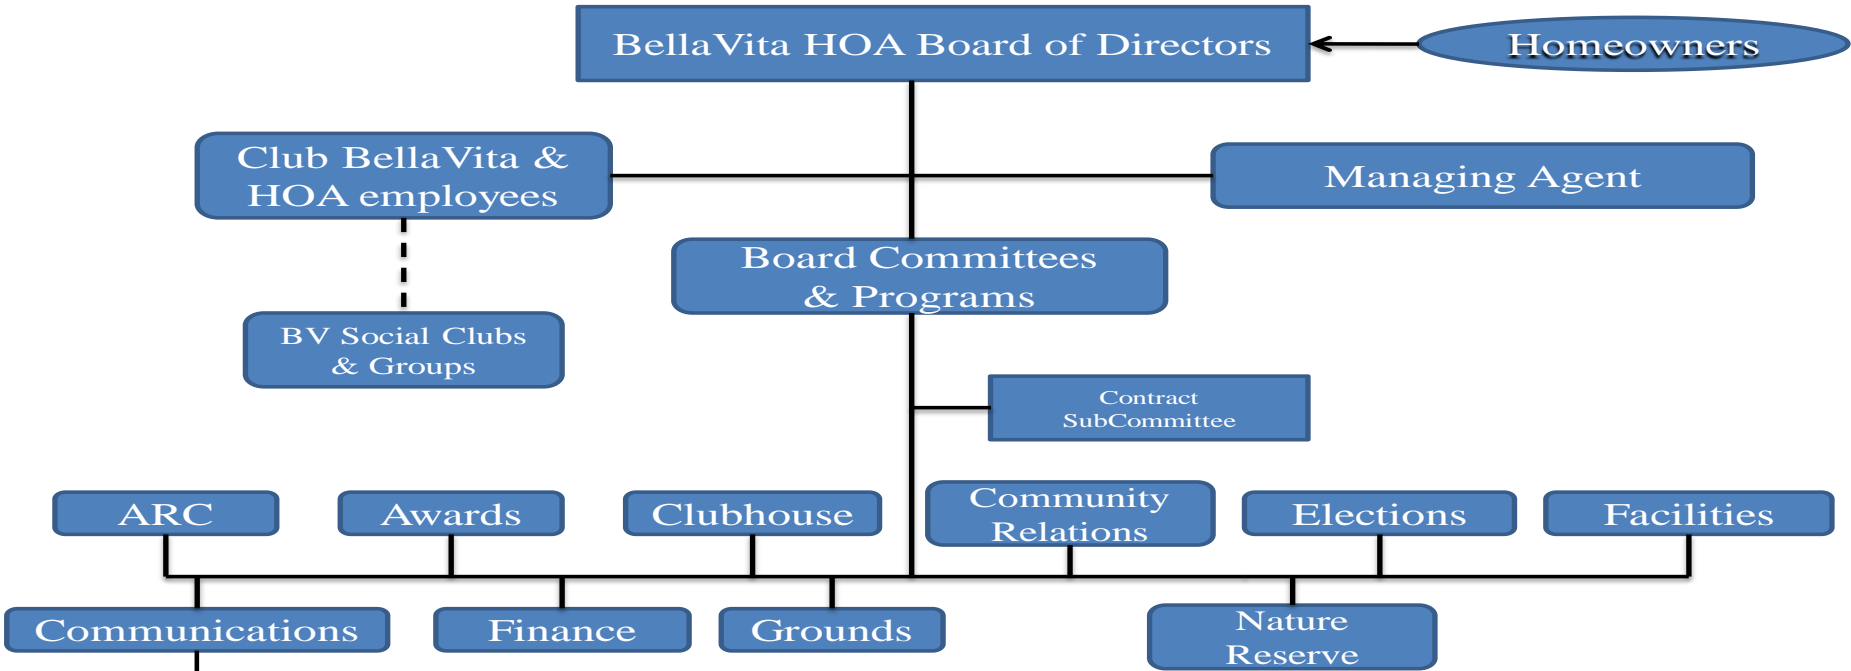 BellaVita HOA Board of Directors
Homeowners
Club BellaVita &
HOA employees
Managing Agent
Board Committees
& Programs
BV Social Clubs
& Groups
Contract
SubCommittee
ARC
Awards
Clubhouse
Community
Relations
Elections
Facilities
Communications
Finance
Grounds
Nature
Reserve